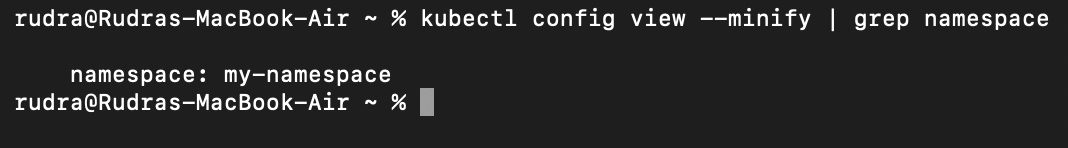 rudra@Rudras-MacBook-Air ~ % kubectl config view --minify | grep namespace
    namespace: my-namespace
rudra@Rudras-MacBook-Air ~ %